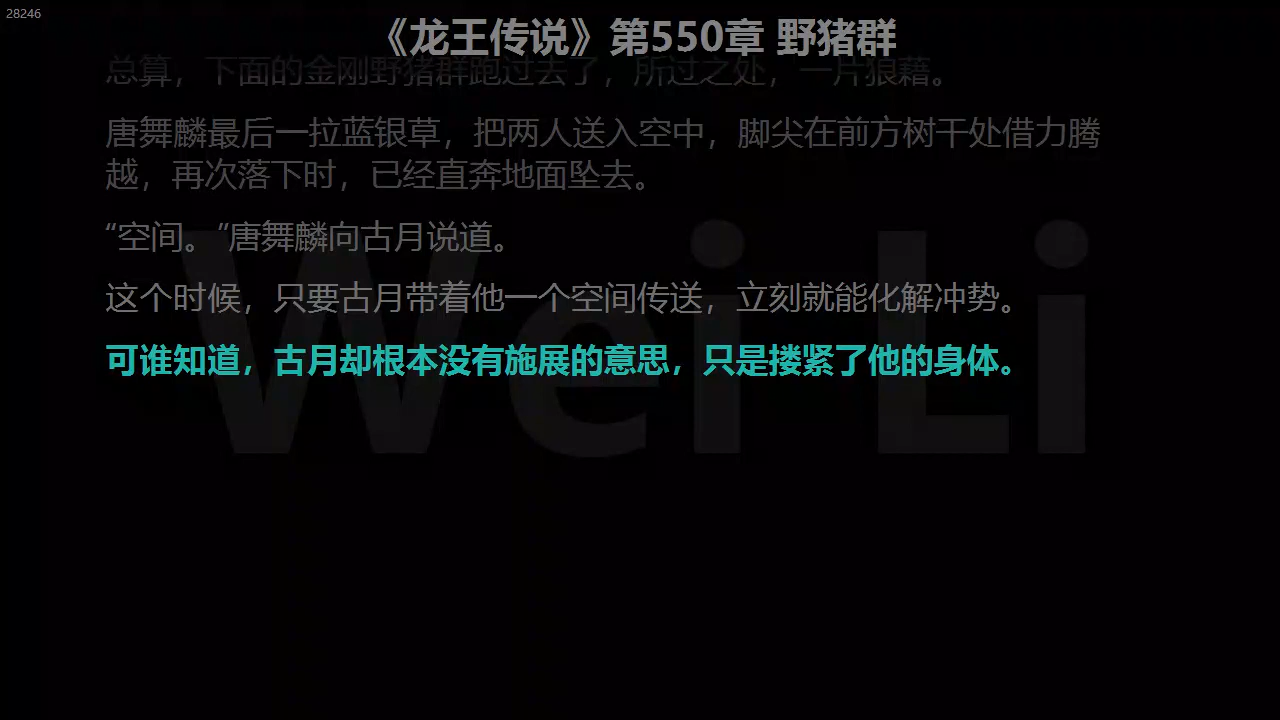 28246
《龙王传说》第550章 野猪群
总算，下面的金刚野猪群跑过去了，所过之处，一片狼藉。
唐舞麟最后一拉蓝银草，把两人送入空中，脚尖在前方树干处借力腾
越，再次落下时，已经直奔地面坠去。
“空间。”唐舞麟向古月说道。
这个时候，只要古月带着他一个空间传送，立刻就能化解冲势。
可谁知道，古月却根本没有施展的意思，只是搂紧了他的身体。
Wei Li